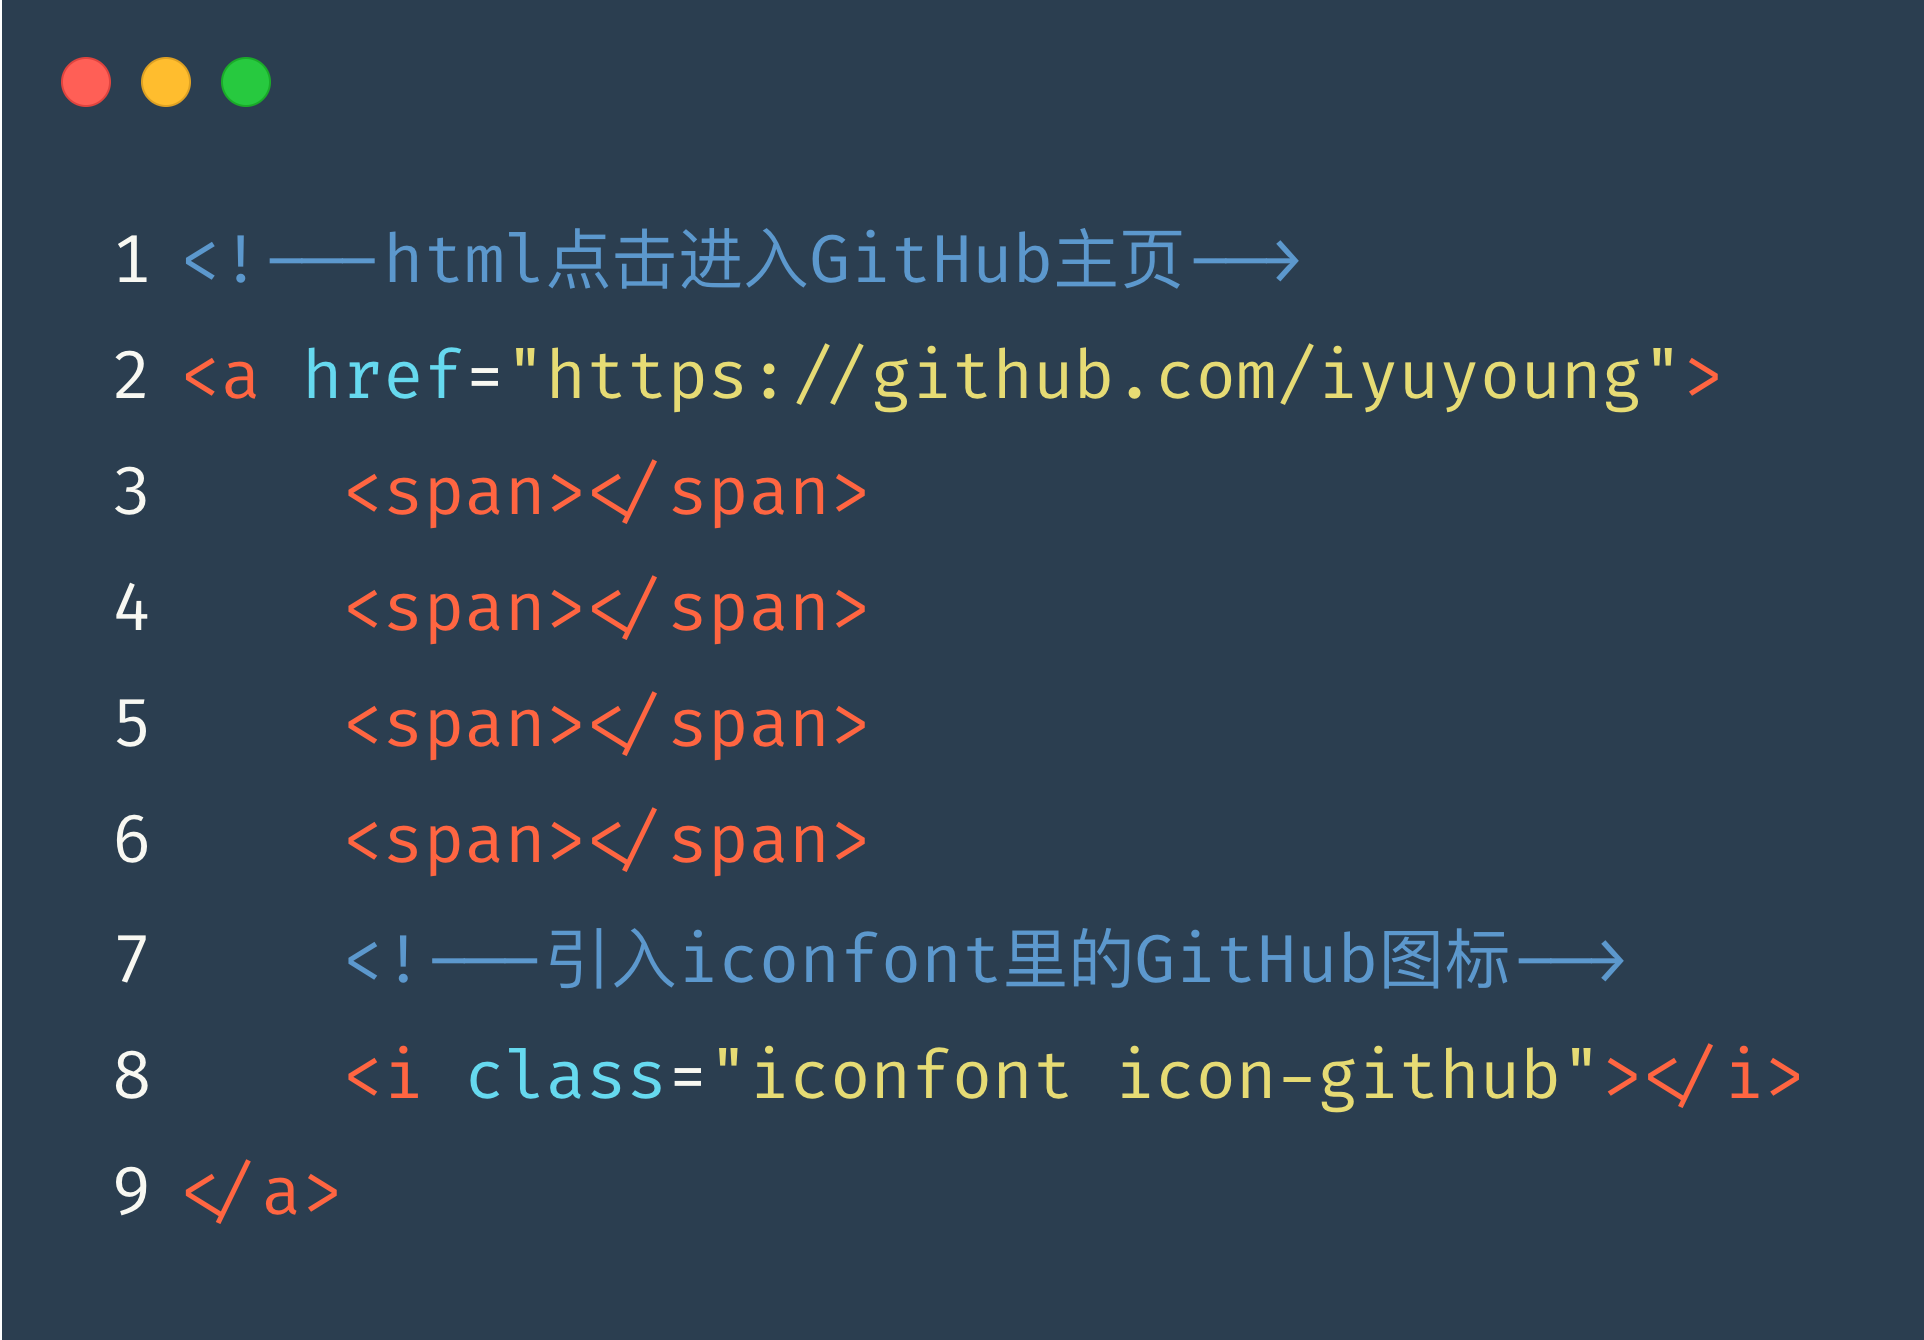 1 <!---html点击进入GitHub主页-->
2 <a href="https://github.com/iyuyoung">
3     <span></span>
4     <span></span>
5     <span></span>
6     <span></span>
7     <!---引入iconfont里的GitHub图标-->
8     <i class="iconfont icon-github"></i>
9 </a>